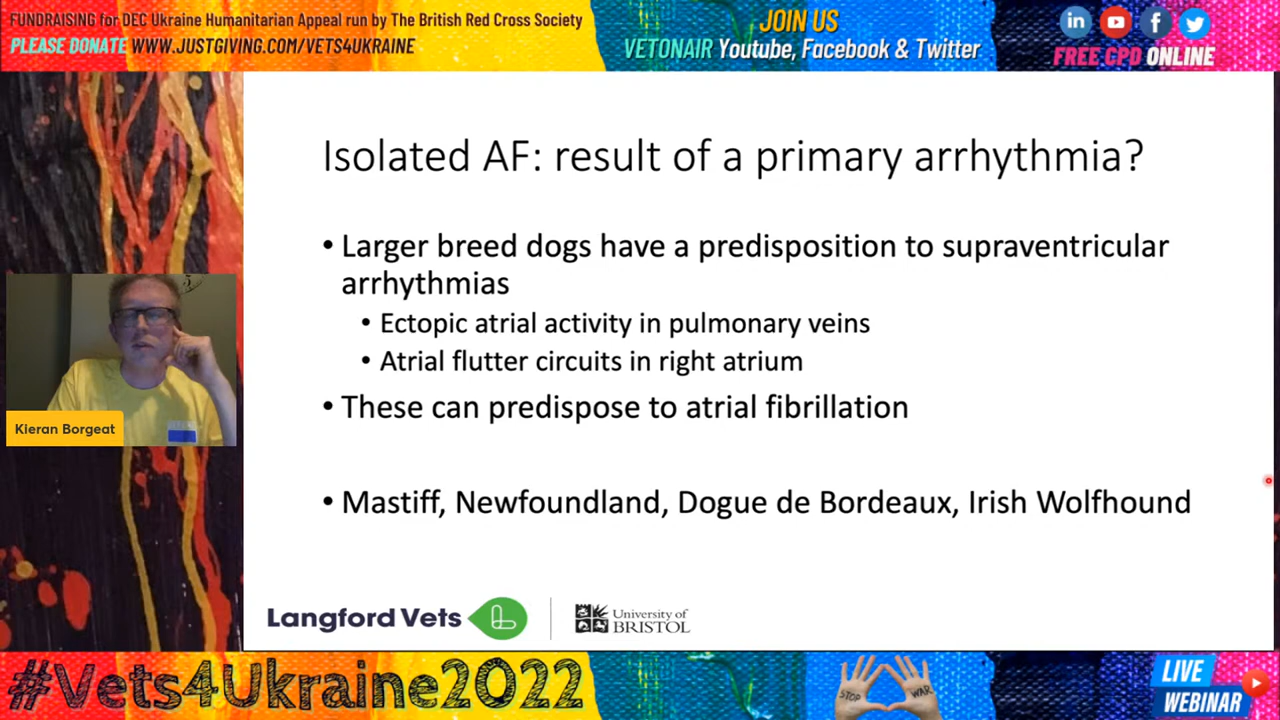 FUNDRAISING for DEC Ukraine Humanitarian Appeal run by The British Red Cross Society
PLEASE DONATE WWW.JUSTGIVING.COM/VETS4UKRAINE
JOIN US
VETONAIR Youtube, Facebook & Twitter
in
f
FREE CPD ONLINE
Isolated AF: result of a primary arrhythmia?
• Larger breed dogs have a predisposition to supraventricular
arrhythmias
• Ectopic atrial activity in pulmonary veins
• Atrial flutter circuits in right atrium
• These can predispose to atrial fibrillation
• Mastiff, Newfoundland, Dogue de Bordeaux, Irish Wolfhound
Kieran Borgeat
Langford Vets
University of
BRISTOL
#Vets4Ukraine2022
STOP
WAR
LIVE
WEBINAR